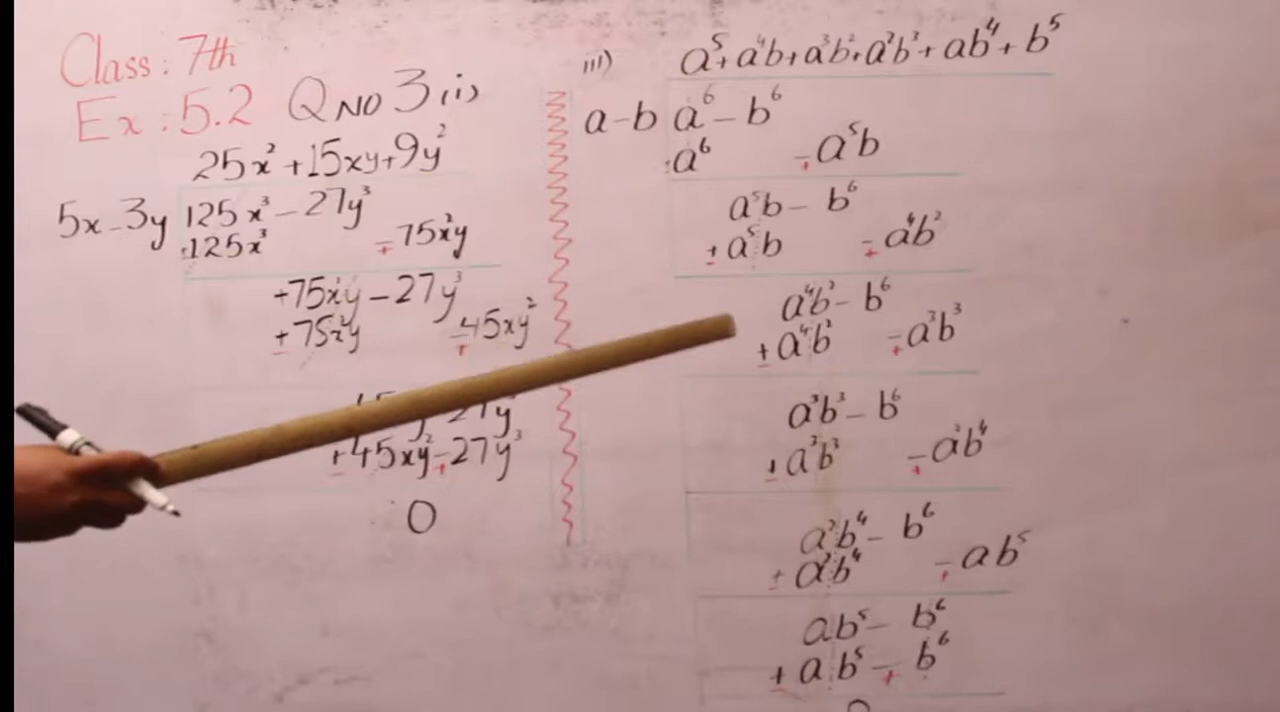 Class: 7th
Ex: 5.2 Q NO 3 (i)
25x²+15xy+9y²
5x-3y 125x³-27y³
125x³ -75x²y
+
+75x²y-27y³
+75x²y -45xy²
- +
27y³
+45xy²-27y³
- +
0
iii) a⁵+a⁴b+a³b²+a²b³+ab⁴+b⁵
a-b a⁶-b⁶
a⁶ -a⁵b
+
a⁵b-b⁶
+a⁵b -a⁴b²
- +
a⁴b²-b⁶
+a⁴b² -a³b³
- +
a³b³-b⁶
+a³b³ -a²b⁴
- +
a²b⁴-b⁶
+a²b⁴ -ab⁵
- +
ab⁵-b⁶
+ab⁵-b⁶
- +